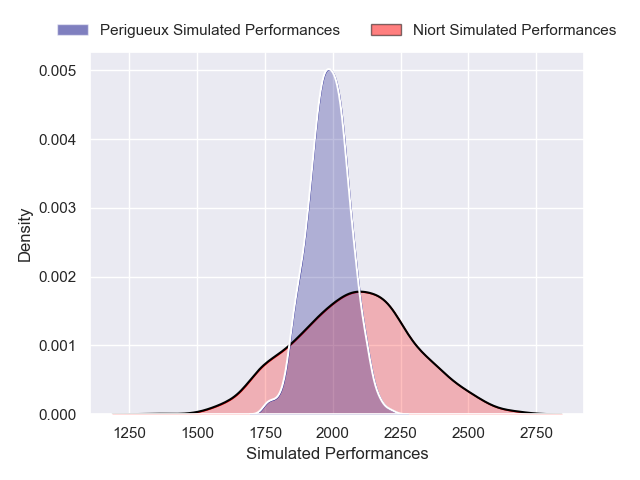 Perigueux Simulated Performances Niort Simulated Performances
0.005
0.004
0.003
0.002
0.001
0.000
Density
1250 1500 1750 2000 2250 2500 2750
Simulated Performances